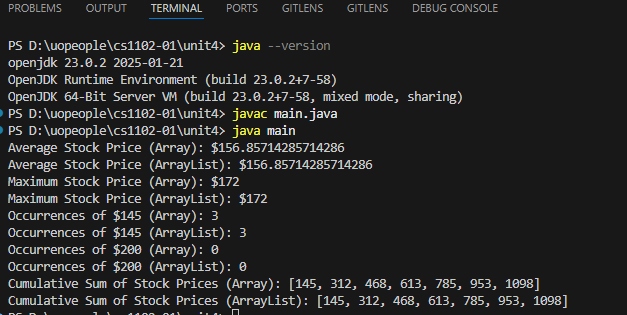 PROBLEMS OUTPUT TERMINAL PORTS GITLENS GITLENS DEBUG CONSOLE
PS D:\uopeople\cs1102-01\unit4> java --version
openjdk 23.0.2 2025-01-21
OpenJDK Runtime Environment (build 23.0.2+7-58)
OpenJDK 64-Bit Server VM (build 23.0.2+7-58, mixed mode, sharing)
PS D:\uopeople\cs1102-01\unit4> javac main.java
PS D:\uopeople\cs1102-01\unit4> java main
Average Stock Price (Array): $156.85714285714286
Average Stock Price (ArrayList): $156.85714285714286
Maximum Stock Price (Array): $172
Maximum Stock Price (ArrayList): $172
Occurrences of $145 (Array): 3
Occurrences of $145 (ArrayList): 3
Occurrences of $200 (Array): 0
Occurrences of $200 (ArrayList): 0
Cumulative Sum of Stock Prices (Array): [145, 312, 468, 613, 785, 953, 1098]
Cumulative Sum of Stock Prices (ArrayList): [145, 312, 468, 613, 785, 953, 1098]
PS D:\uopeople\cs1102-01\unit4>